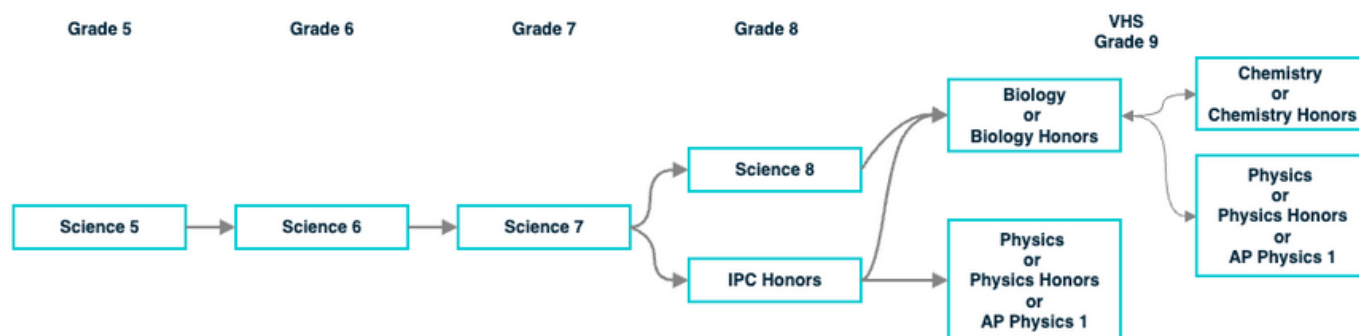 Grade 5
Grade 6
Grade 7
Grade 8
VHS
Grade 9
Science 5
Science 6
Science 7
Science 8
IPC Honors
Biology
or
Biology Honors
Physics
or
Physics Honors
or
AP Physics 1
Chemistry
or
Chemistry Honors
Physics
or
Physics Honors
or
AP Physics 1